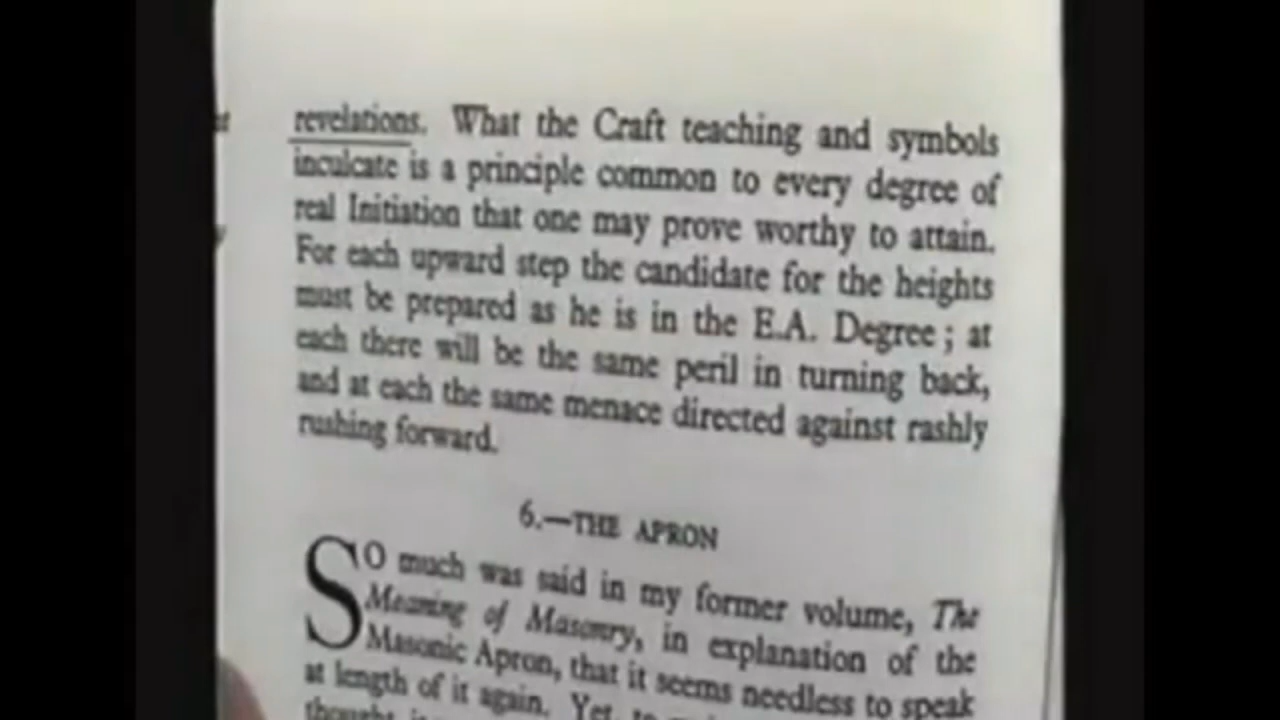 revelations. What the Craft teaching and symbols
inculcate is a principle common to every degree of
real Initiation that one may prove worthy to attain.
For each upward step the candidate for the heights
must be prepared as he is in the E.A. Degree; at
each there will be the same peril in turning back,
and at each the same menace directed against rashly
rushing forward.
6.—THE APRON
SO much was said in my former volume, The
Meaning of Masonry, in explanation of the
Masonic Apron, that it seems needless to speak
at length of it again. Yet, to
thought